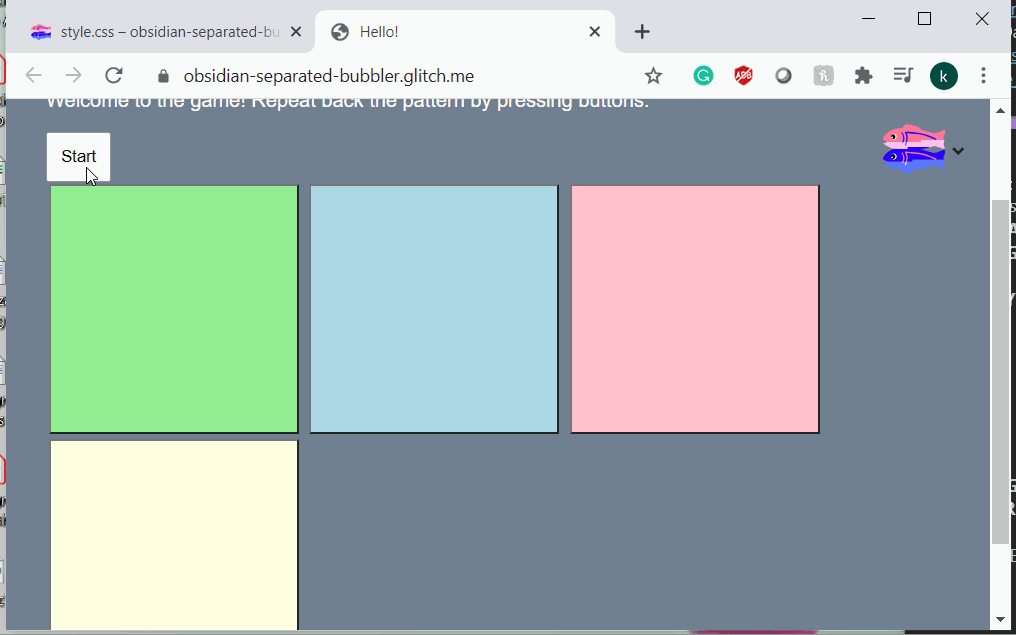 style.css – obsidian-separated-bu
Hello!
obsidian-separated-bubbler.glitch.me
ABP
k
Welcome to the game! Repeat back the pattern by pressing buttons.
Start